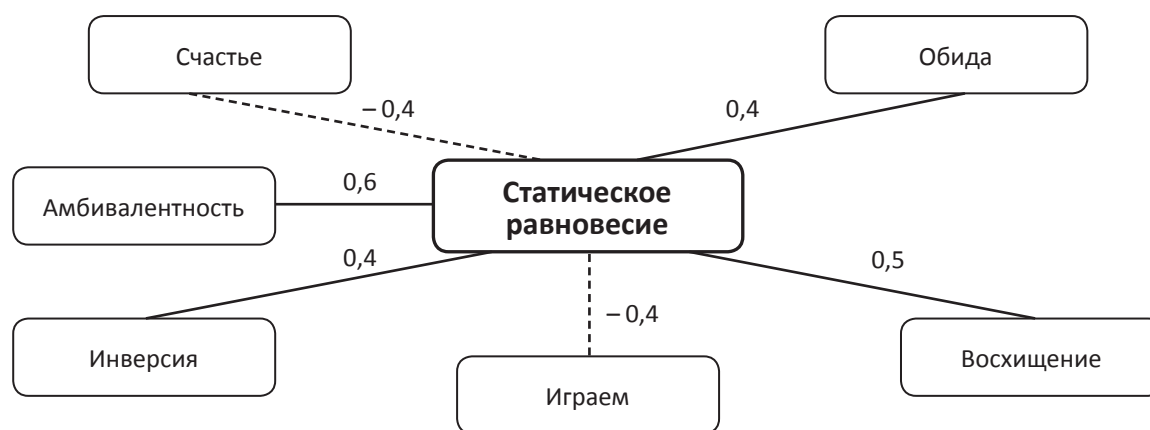 Счастье
Обида
– 0,4
0,4
Амбивалентность
0,6
Статическое
равновесие
0,4
0,5
Инверсия
– 0,4
Восхищение
Играем